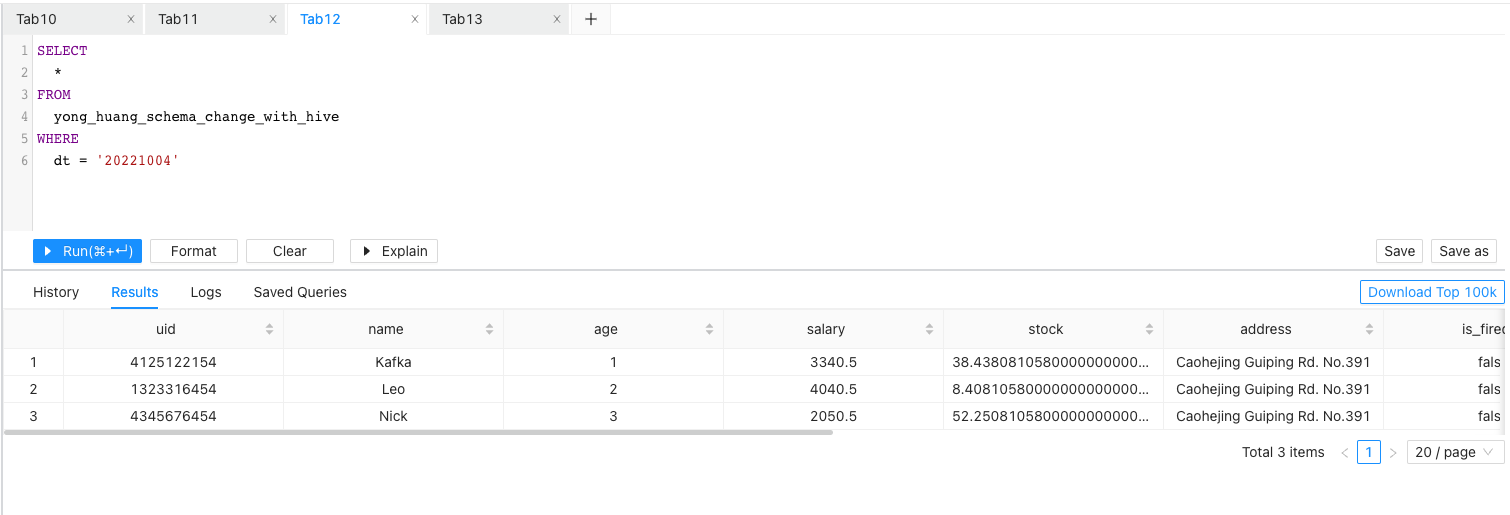 Tab10 x Tab11 x Tab12 x Tab13 x +
1 SELECT
2 *
3 FROM
4 yong_huang_schema_change_with_hive
5 WHERE
6 dt = '20221004'
Run(⌘+↵) Format Clear Explain Save Save as
History Results Logs Saved Queries Download Top 100k
uid name age salary stock address is_fired
1 4125122154 Kafka 1 3340.5 38.4380810580000000000... Caohejing Guiping Rd. No.391 fals
2 1323316454 Leo 2 4040.5 8.40810580000000000000... Caohejing Guiping Rd. No.391 fals
3 4345676454 Nick 3 2050.5 52.2508105800000000000... Caohejing Guiping Rd. No.391 fals
Total 3 items < 1 > 20 / page